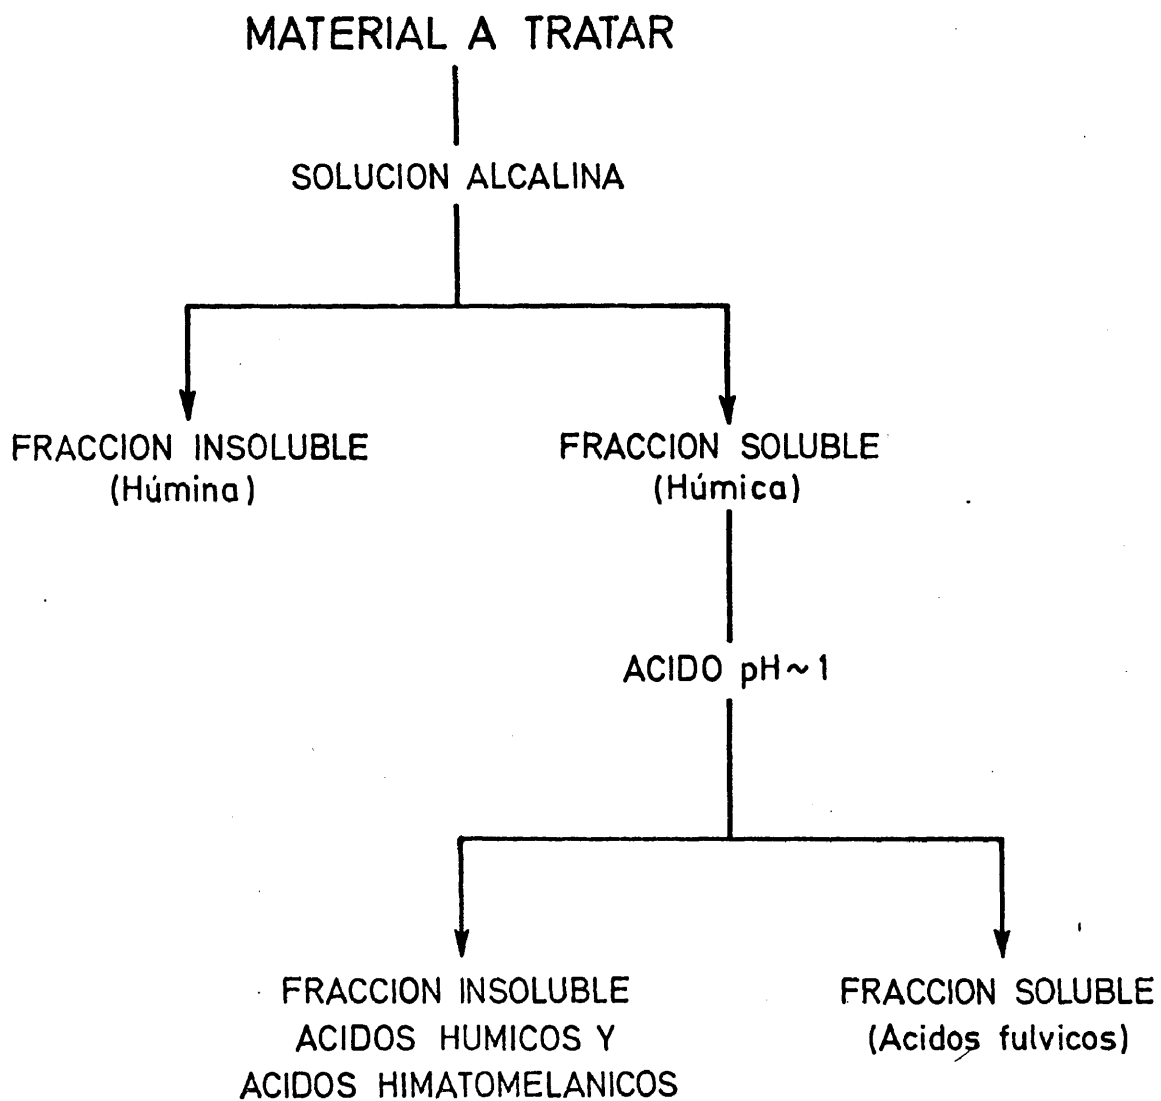 MATERIAL A TRATAR
SOLUCION ALCALINA
FRACCION INSOLUBLE
(Húmina)
FRACCION SOLUBLE
(Húmica)
ACIDO pH~1
FRACCION INSOLUBLE
ACIDOS HUMICOS Y
ACIDOS HIMATOMELANICOS
FRACCION SOLUBLE
(Acidos fulvicos)